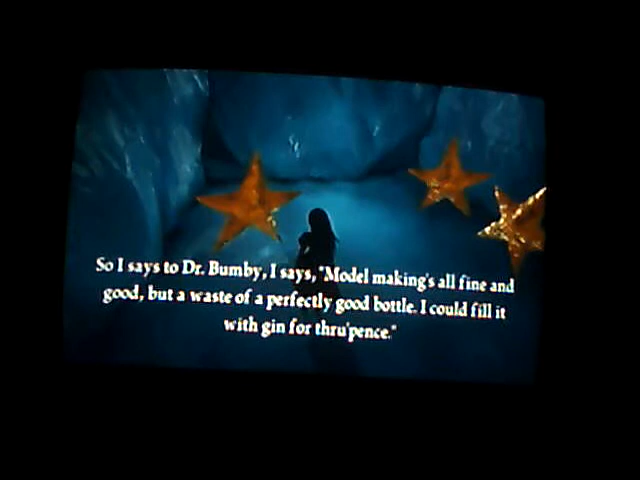 So I says to Dr. Bumby, I says, "Model making's all fine and
good, but a waste of a perfectly good bottle. I could fill it
with gin for thru'pence."